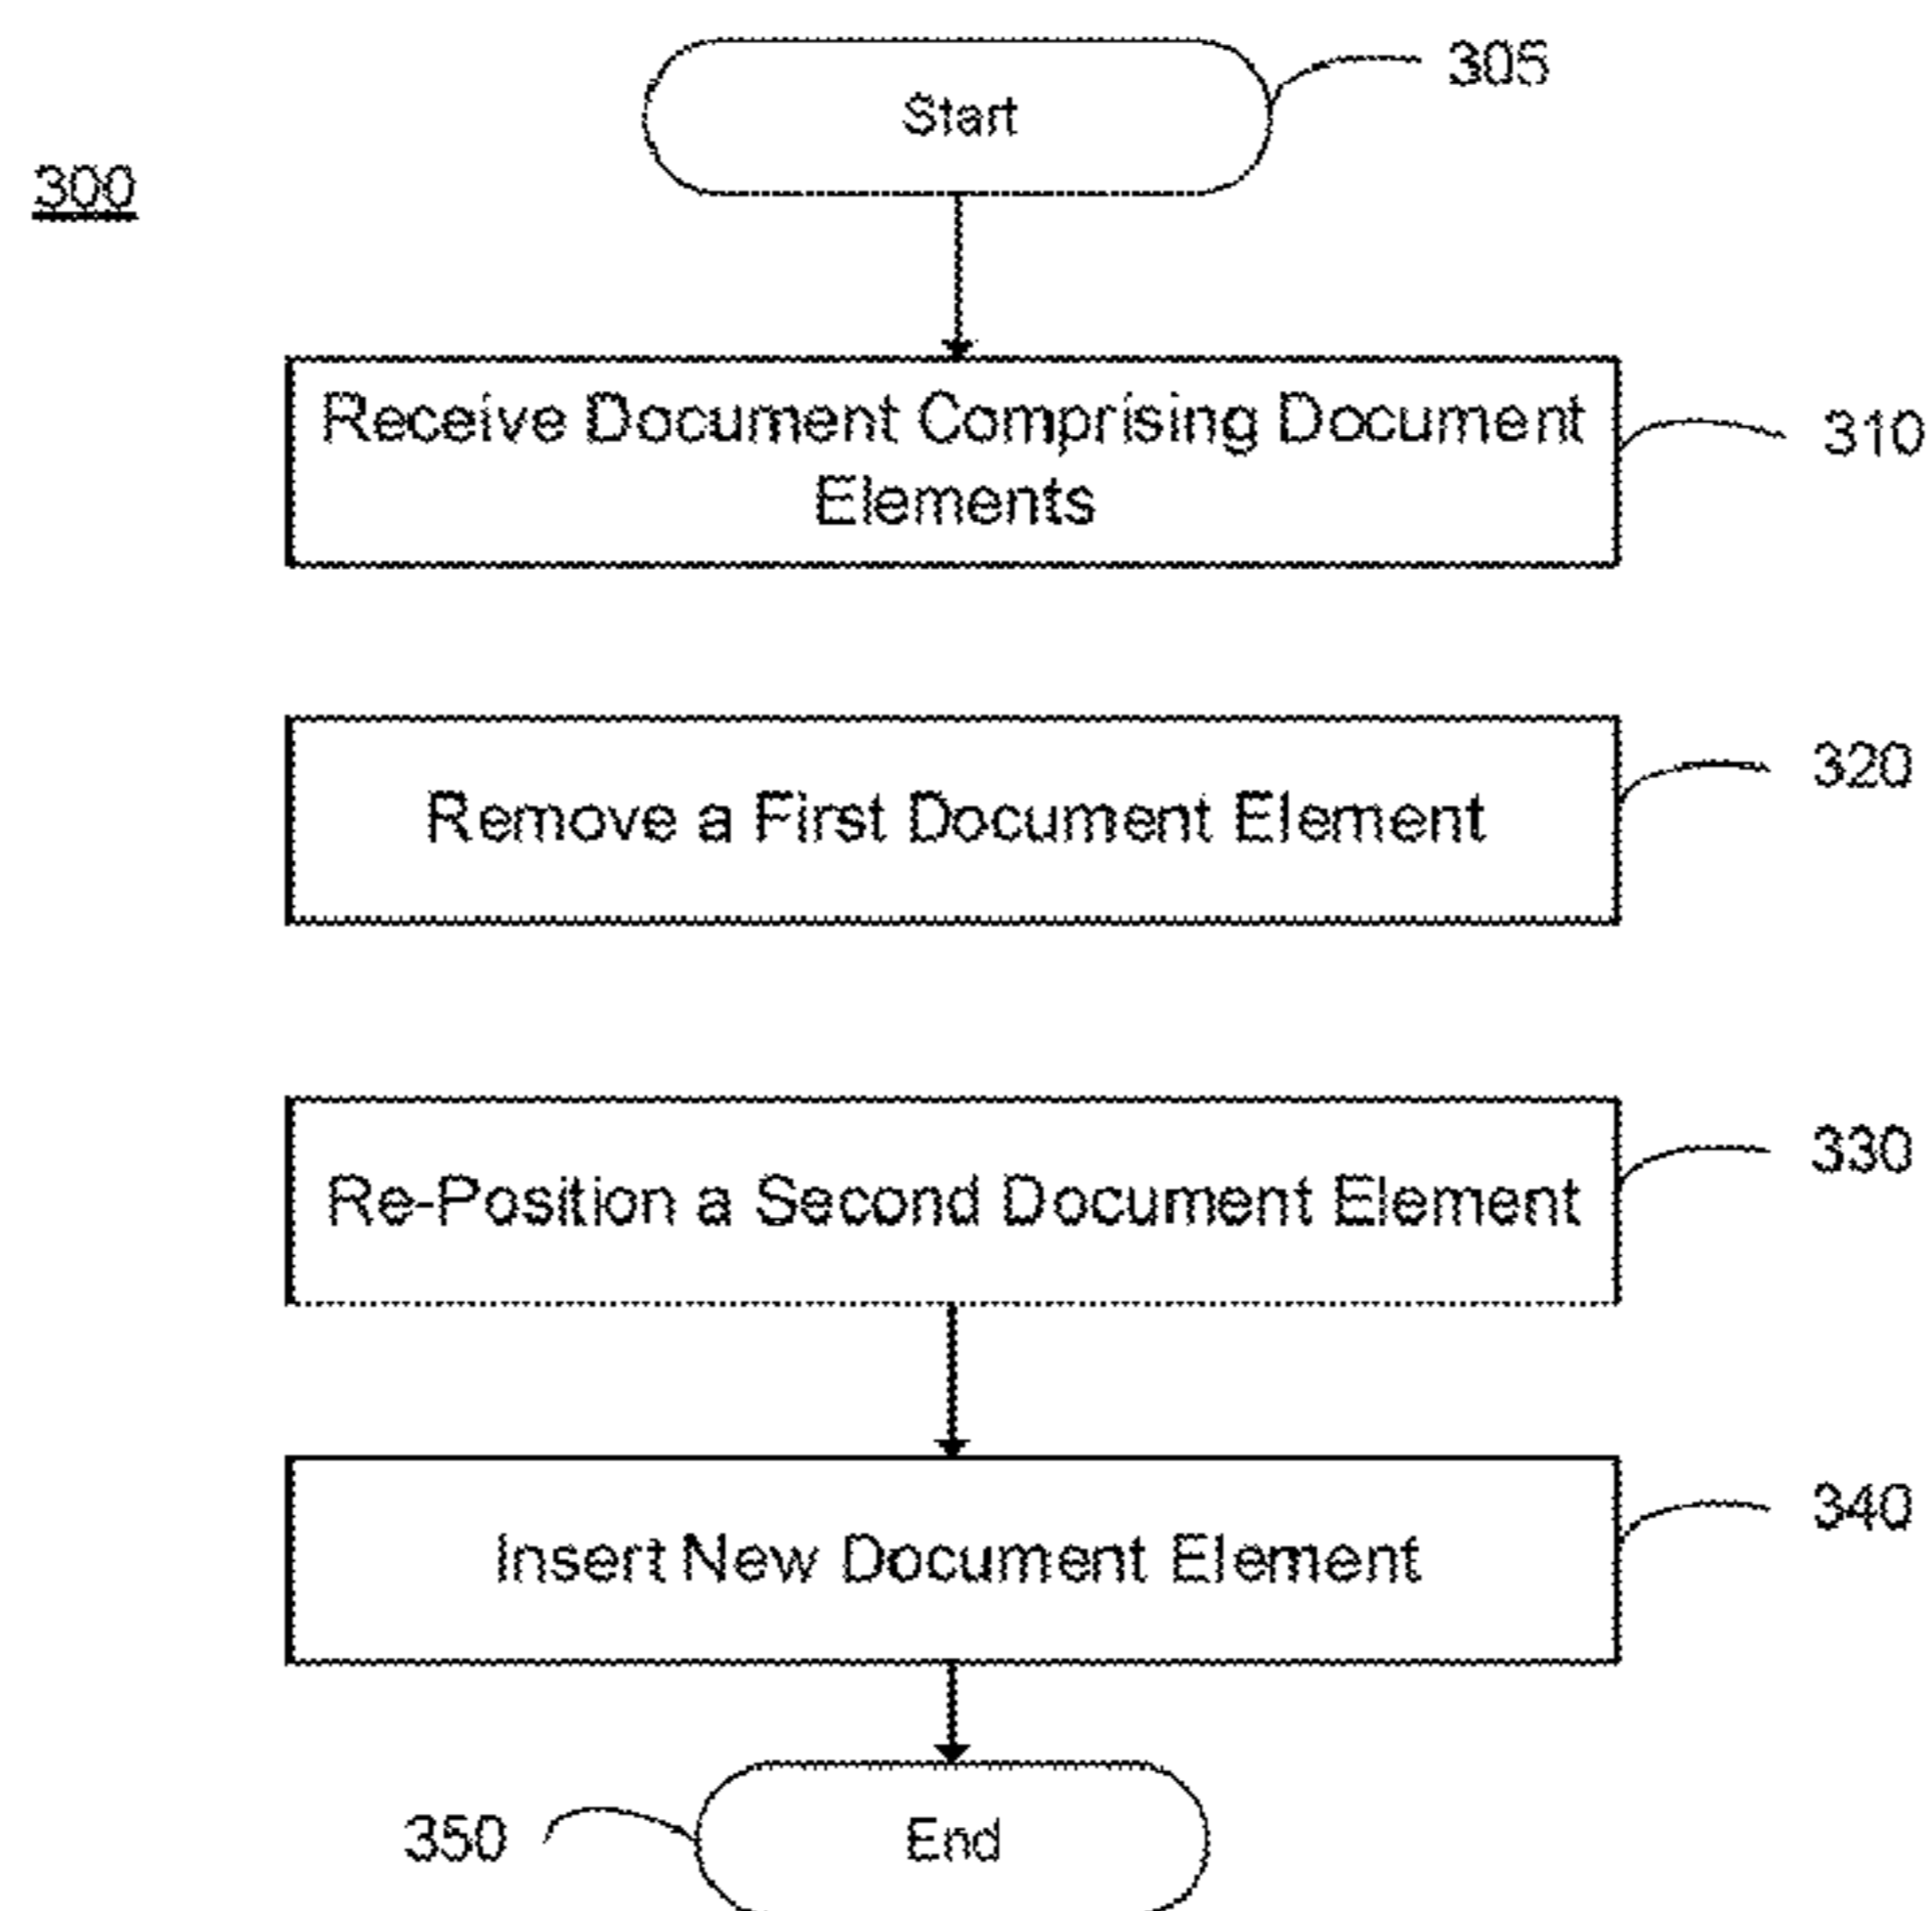 305
Start
300
Receive Document Comprising Document
Elements
310
320
Remove a First Document Element
330
Re-Position a Second Document Element
340
Insert New Document Element
350
End